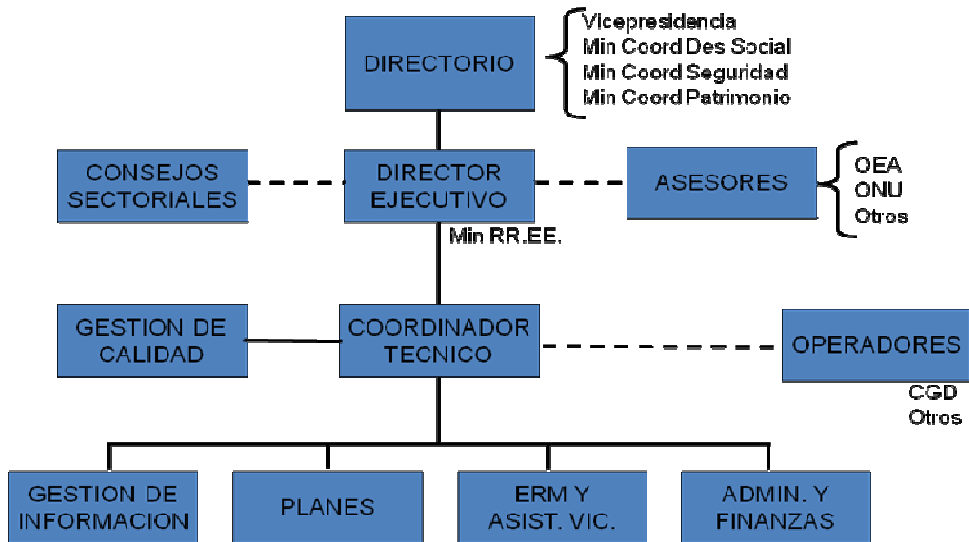 DIRECTORIO
Vicepresidencia
Min Coord Des Social
Min Coord Seguridad
Min Coord Patrimonio
CONSEJOS
SECTORIALES
DIRECTOR
EJECUTIVO
Min RR.EE.
ASESORES
OEA
ONU
Otros
GESTION DE
CALIDAD
COORDINADOR
TECNICO
OPERADORES
CGD
Otros
GESTION DE
INFORMACION
PLANES
ERM Y
ASIST. VIC.
ADMIN. Y
FINANZAS